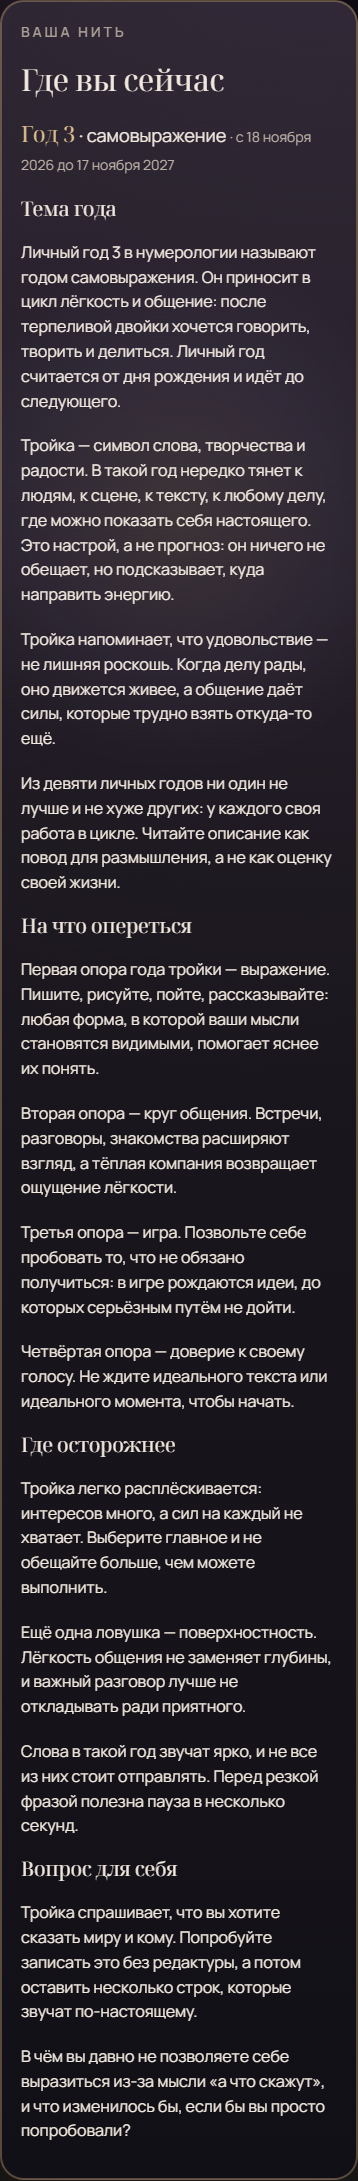 ВАША НИТЬ
Где вы сейчас
Год 3 · самовыражение · с 18 ноября
2026 до 17 ноября 2027
Тема года
Личный год 3 в нумерологии называют
годом самовыражения. Он приносит в
цикл лёгкость и общение: после
терпеливой двойки хочется говорить,
творить и делиться. Личный год
считается от дня рождения и идёт до
следующего.
Тройка — символ слова, творчества и
радости. В такой год нередко тянет к
людям, к сцене, к тексту, к любому делу,
где можно показать себя настоящего.
Это настрой, а не прогноз: он ничего не
обещает, но подсказывает, куда
направить энергию.
Тройка напоминает, что удовольствие —
не лишняя роскошь. Когда делу рады,
оно движется живее, а общение даёт
силы, которые трудно взять откуда-то
ещё.
Из девяти личных годов ни один не
лучше и не хуже других: у каждого своя
работа в цикле. Читайте описание как
повод для размышления, а не как оценку
своей жизни.
На что опереться
Первая опора года тройки — выражение.
Пишите, рисуйте, пойте, рассказывайте:
любая форма, в которой ваши мысли
становятся видимыми, помогает яснее
их понять.
Вторая опора — круг общения. Встречи,
разговоры, знакомства расширяют
взгляд, а тёплая компания возвращает
ощущение лёгкости.
Третья опора — игра. Позвольте себе
пробовать то, что не обязано
получиться: в игре рождаются идеи, до
которых серьёзным путём не дойти.
Четвёртая опора — доверие к своему
голосу. Не ждите идеального текста или
идеального момента, чтобы начать.
Где осторожнее
Тройка легко расплёскивается:
интересов много, а сил на каждый не
хватает. Выберите главное и не
обещайте больше, чем можете
выполнить.
Ещё одна ловушка — поверхностность.
Лёгкость общения не заменяет глубины,
и важный разговор лучше не
откладывать ради приятного.
Слова в такой год звучат ярко, и не все
из них стоит отправлять. Перед резкой
фразой полезна пауза в несколько
секунд.
Вопрос для себя
Тройка спрашивает, что вы хотите
сказать миру и кому. Попробуйте
записать это без редактуры, а потом
оставить несколько строк, которые
звучат по-настоящему.
В чём вы давно не позволяете себе
выразиться из-за мысли «а что скажут»,
и что изменилось бы, если бы вы просто
попробовали?